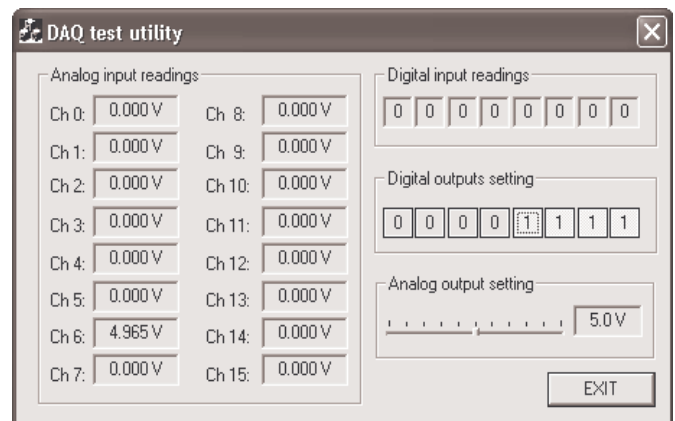 DAQ test utility
Analog input readings
Ch 0: 0.000 V Ch 8: 0.000 V
Ch 1: 0.000 V Ch 9: 0.000 V
Ch 2: 0.000 V Ch 10: 0.000 V
Ch 3: 0.000 V Ch 11: 0.000 V
Ch 4: 0.000 V Ch 12: 0.000 V
Ch 5: 0.000 V Ch 13: 0.000 V
Ch 6: 4.965 V Ch 14: 0.000 V
Ch 7: 0.000 V Ch 15: 0.000 V
Digital input readings
0 0 0 0 0 0 0 0
Digital outputs setting
0 0 0 0 1 1 1 1
Analog output setting
5.0 V
EXIT